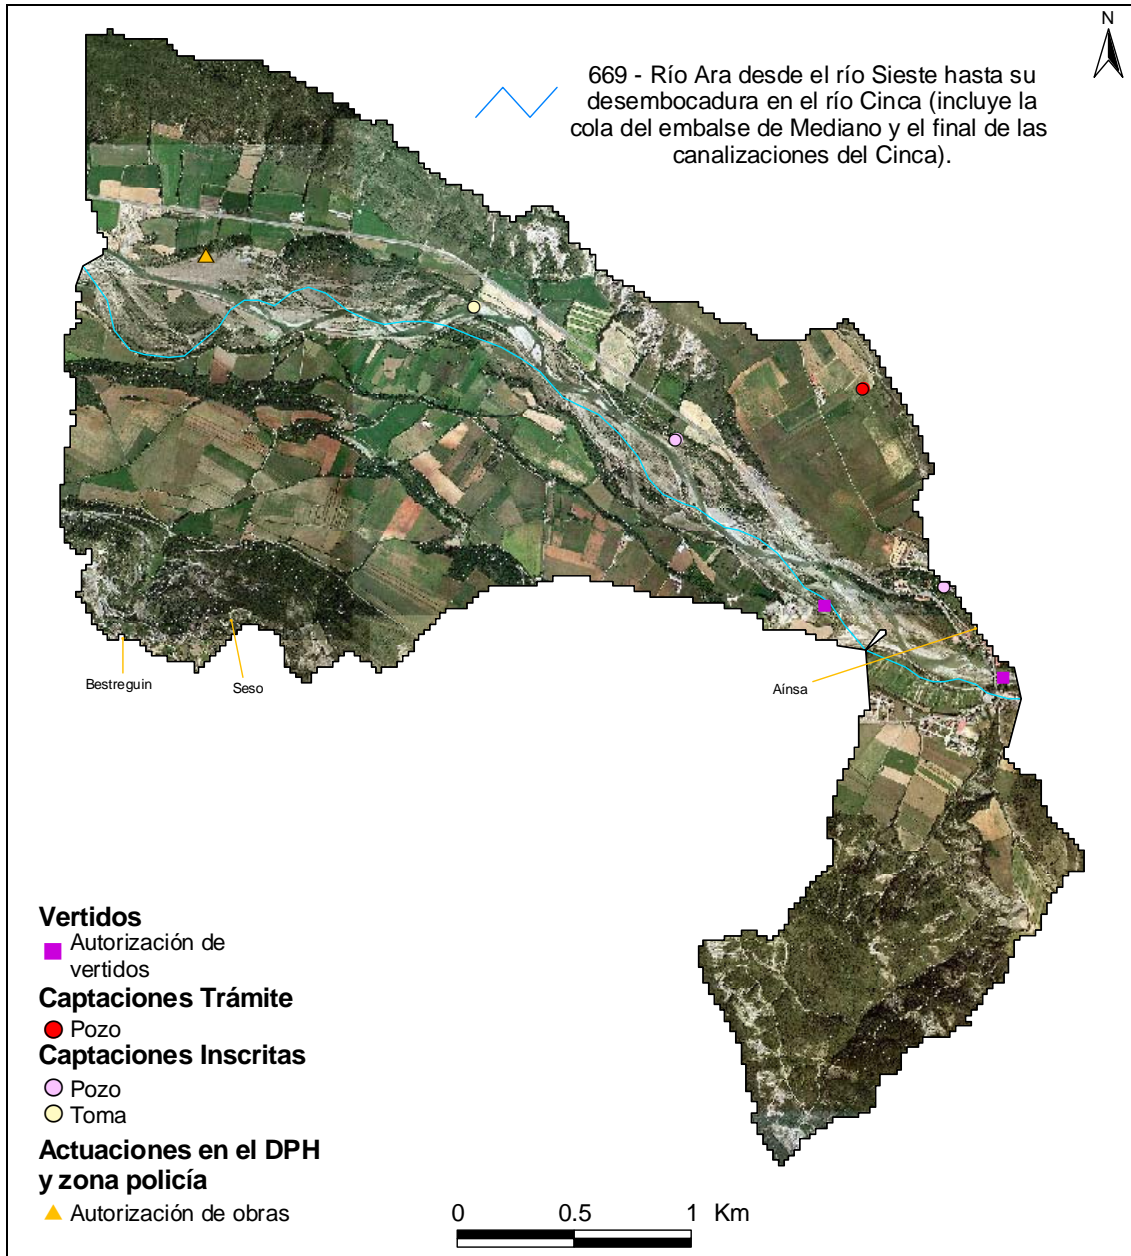 N
669 - Río Ara desde el río Sieste hasta su
desembocadura en el río Cinca (incluye la
cola del embalse de Mediano y el final de las
canalizaciones del Cinca).
Bestreguin
Seso
Aínsa
Vertidos
Autorización de
vertidos
Captaciones Trámite
Pozo
Captaciones Inscritas
Pozo
Toma
Actuaciones en el DPH
y zona policía
Autorización de obras
0 0.5 1 Km